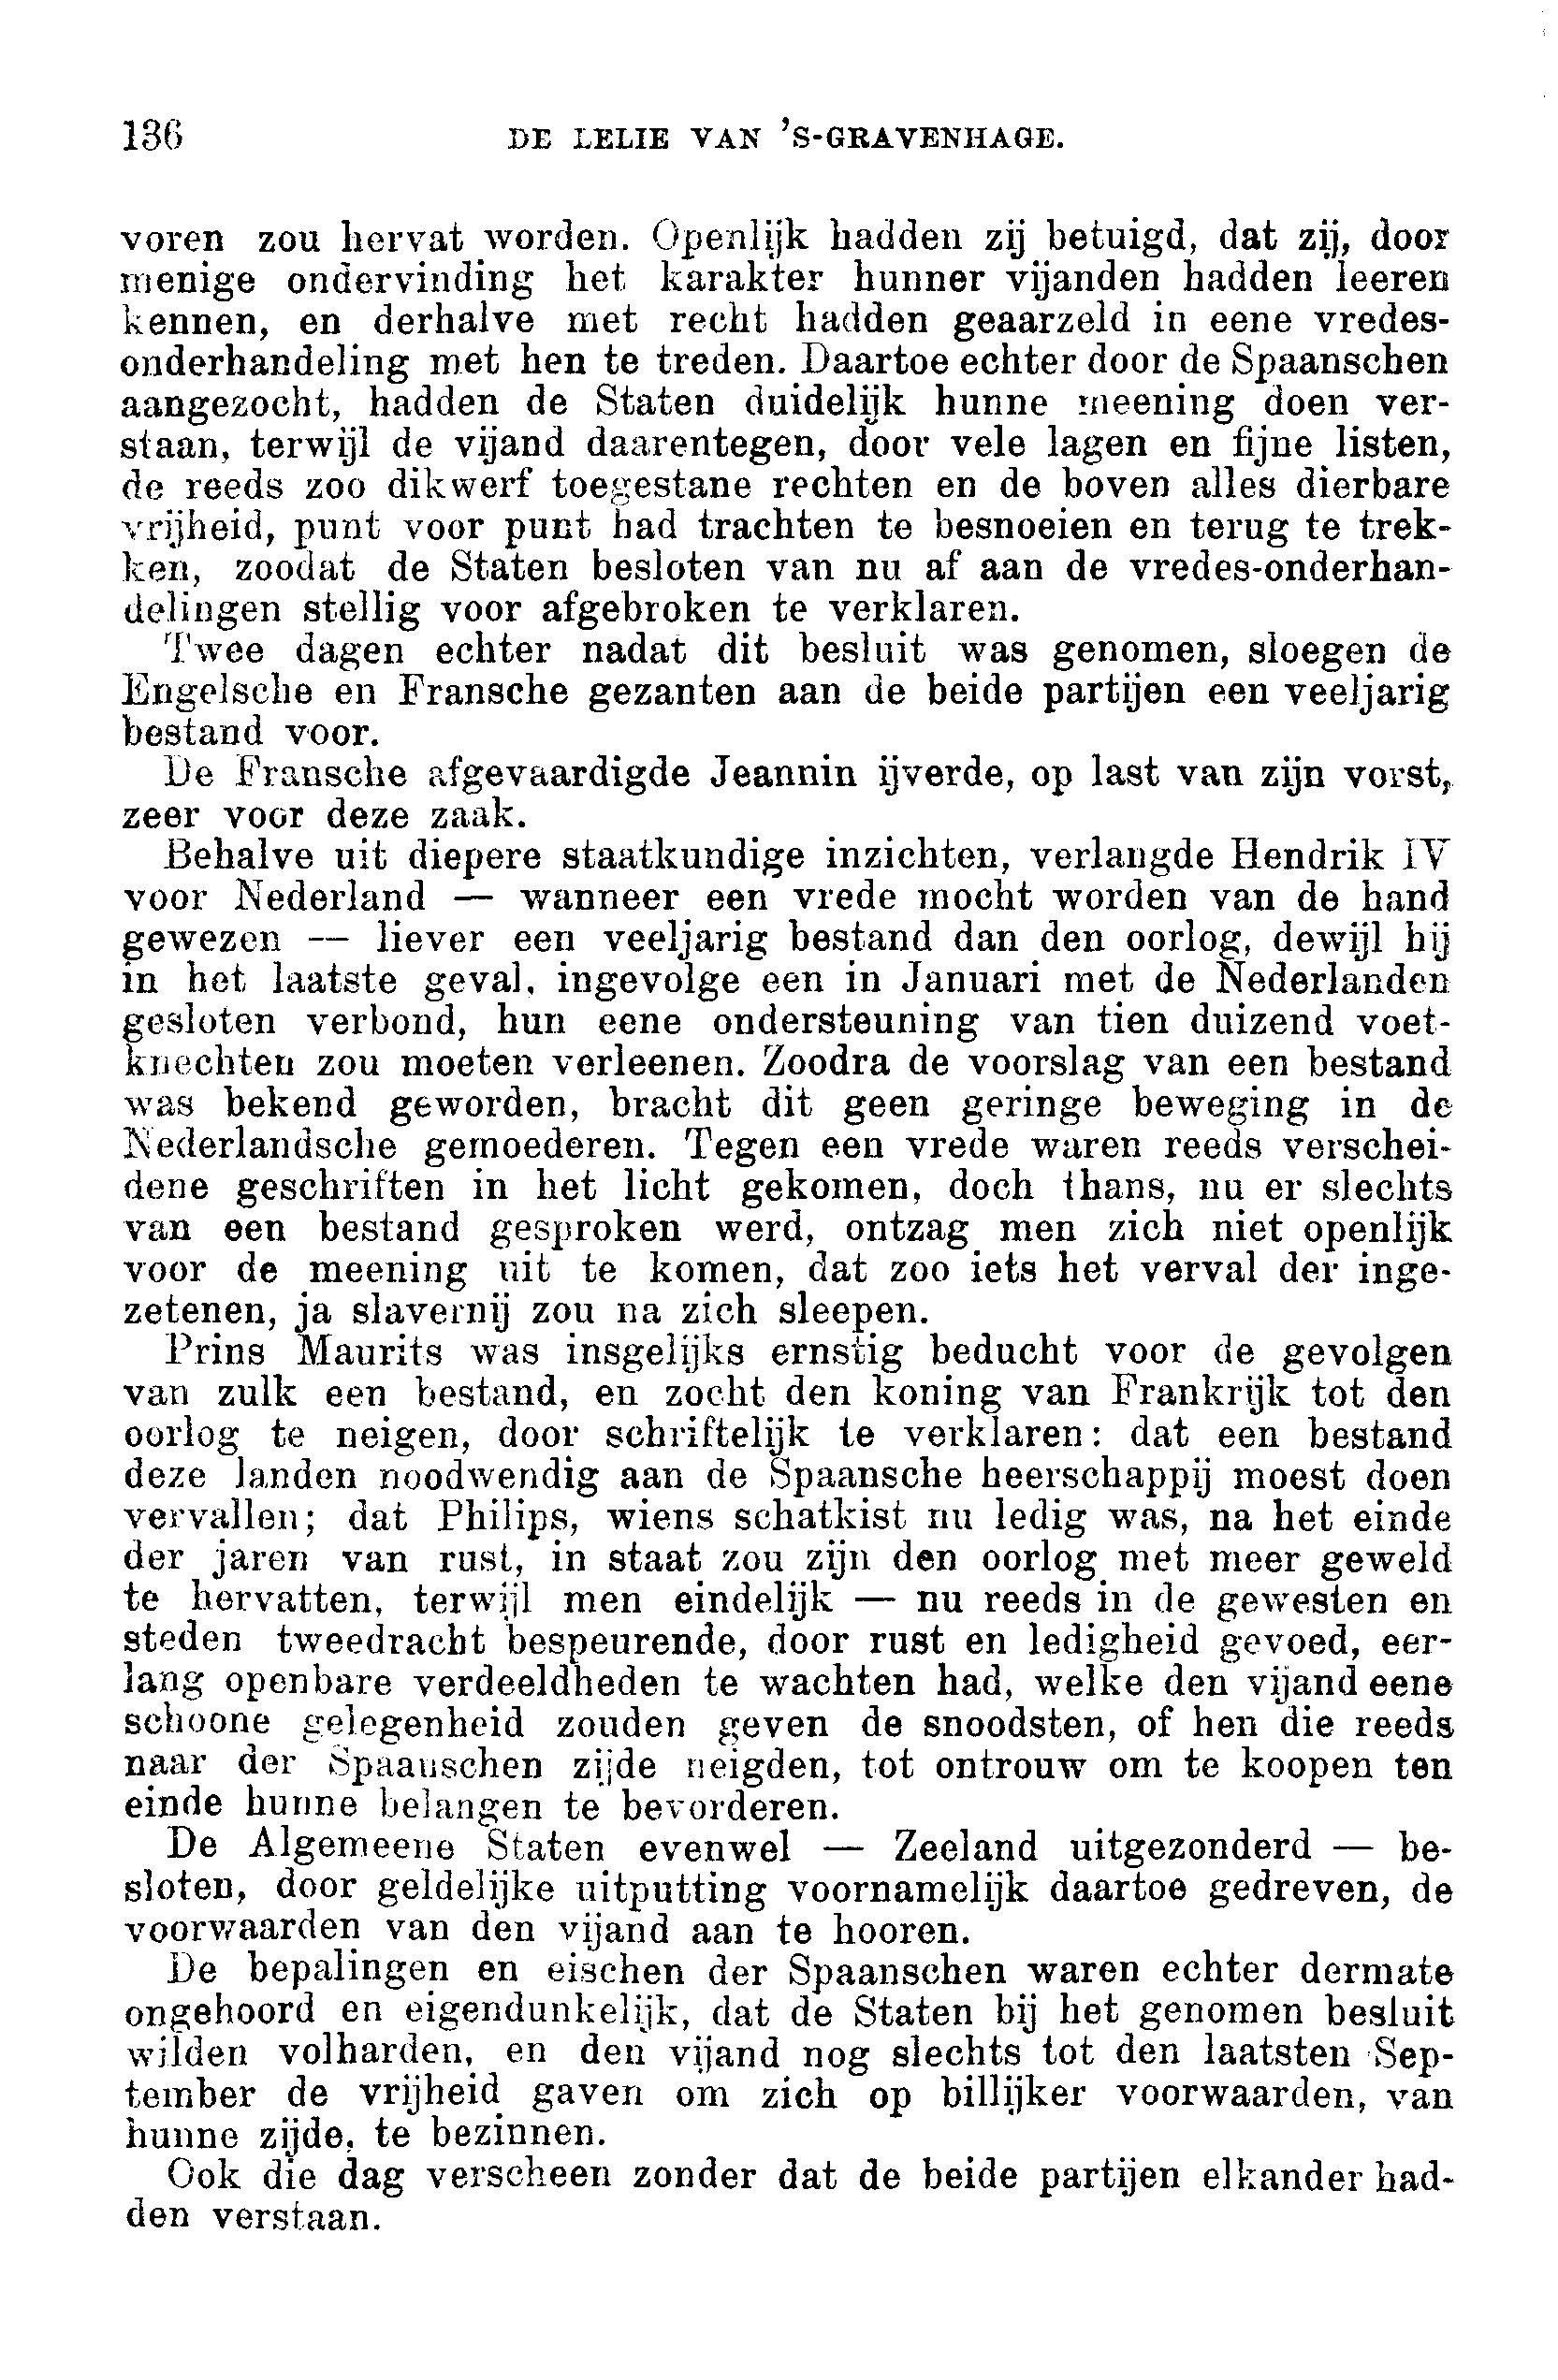 136 DE LELIE VAN 'S-GRAVENHAGE.
voren zou hervat worden. Openlijk hadden zij betuigd, dat zij, door
menige ondervinding het karakter hunner vijanden hadden leeren
kennen, en derhalve met recht hadden geaarzeld in eene vredes-
onderhandeling met hen te treden. Daartoe echter door de Spaanschen
aangezocht, hadden de Staten duidelijk hunne meening doen ver-
staan, terwijl de vijand daarentegen, door vele lagen en fijne listen,
de reeds zoo dikwerf toegestane rechten en de boven alles dierbare
vrijheid, punt voor punt had trachten te besnoeien en terug te trek-
ken, zoodat de Staten besloten van nu af aan de vredes-onderhan-
delingen stellig voor afgebroken te verklaren.
Twee dagen echter nadat dit besluit was genomen, sloegen de
Engelsche en Fransche gezanten aan de beide partijen een veeljarig
bestand voor.
De Fransche afgevaardigde Jeannin ijverde, op last van zijn vorst,
zeer voor deze zaak.
Behalve uit diepere staatkundige inzichten, verlangde Hendrik IV
voor Nederland — wanneer een vrede mocht worden van de hand
gewezen — liever een veeljarig bestand dan den oorlog, dewijl hij
in het laatste geval, ingevolge een in Januari met de Nederlanden
gesloten verbond, hun eene ondersteuning van tien duizend voet-
knechten zou moeten verleenen. Zoodra de voorslag van een bestand
was bekend geworden, bracht dit geen geringe beweging in de
Nederlandsche gemoederen. Tegen een vrede waren reeds verschei-
dene geschriften in het licht gekomen, doch thans, nu er slechts
van een bestand gesproken werd, ontzag men zich niet openlijk
voor de meening uit te komen, dat zoo iets het verval der inge-
zetenen, ja slavernij zou na zich sleepen.
Prins Maurits was insgelijks ernstig beducht voor de gevolgen
van zulk een bestand, en zocht den koning van Frankrijk tot den
oorlog te neigen, door schriftelijk te verklaren: dat een bestand
deze landen noodwendig aan de Spaansche heerschappij moest doen
vervallen; dat Philips, wiens schatkist nu ledig was, na het einde
der jaren van rust, in staat zou zijn den oorlog met meer geweld
te hervatten, terwijl men eindelijk — nu reeds in de gewesten en
steden tweedracht bespeurende, door rust en ledigheid gevoed, eer-
lang openbare verdeeldheden te wachten had, welke den vijand eene
schoone gelegenheid zouden geven de snoodsten, of hen die reeds
naar der Spaanschen zijde neigden, tot ontrouw om te koopen ten
einde hunne belangen te bevorderen.
De Algemeene Staten evenwel — Zeeland uitgezonderd — be-
sloten, door geldelijke uitputting voornamelijk daartoe gedreven, de
voorwaarden van den vijand aan te hooren.
De bepalingen en eischen der Spaanschen waren echter dermate
ongehoord en eigendunkelijk, dat de Staten bij het genomen besluit
wilden volharden, en den vijand nog slechts tot den laatsten Sep-
tember de vrijheid gaven om zich op billijker voorwaarden, van
hunne zijde, te bezinnen.
Ook die dag verscheen zonder dat de beide partijen elkander had-
den verstaan.